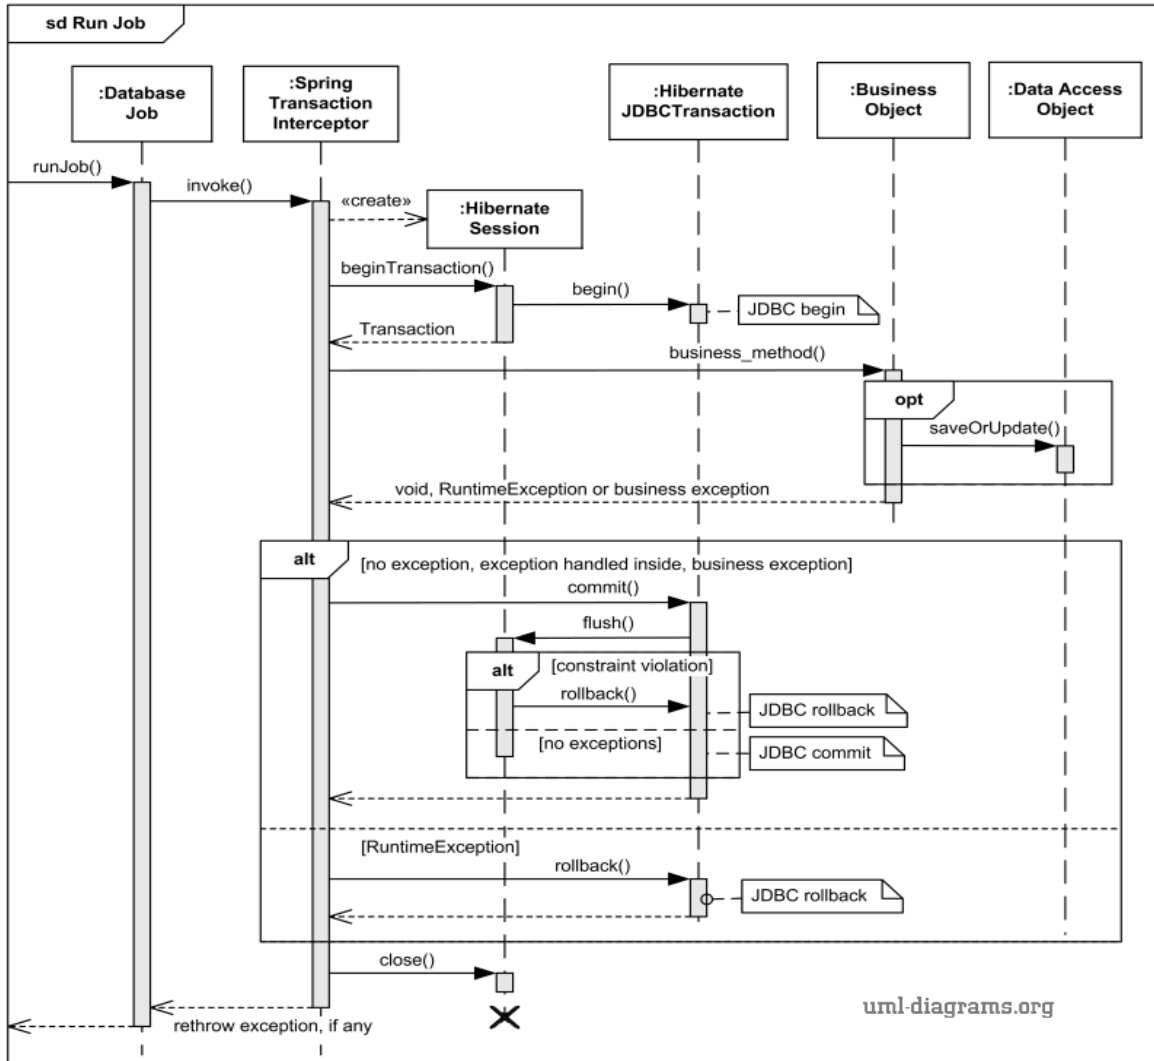 sd Run Job
:Database
Job
:Spring
Transaction
Interceptor
:Hibernate
JDBCTransaction
:Business
Object
:Data Access
Object
runJob()
invoke()
«create»
:Hibernate
Session
beginTransaction()
begin()
JDBC begin
Transaction
business_method()
opt
saveOrUpdate()
void, RuntimeException or business exception
alt
[no exception, exception handled inside, business exception]
commit()
flush()
alt
[constraint violation]
rollback()
JDBC rollback
[no exceptions]
JDBC commit
[RuntimeException]
rollback()
JDBC rollback
close()
rethrow exception, if any
uml-diagrams.org